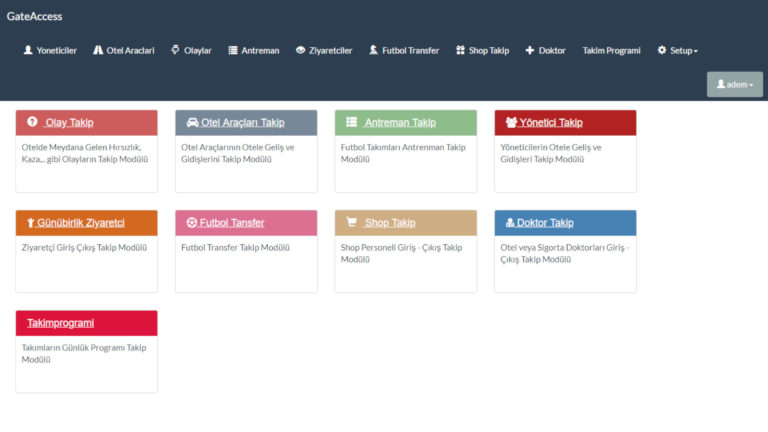 GateAccess
Yoneticiler Otel Araclari Olaylar Antreman Ziyaretciler Futbol Transfer Shop Takip Doktor Takim Programi Setup
adem
Olay Takip
Otelde Meydana Gelen Hırsızlık,
Kaza... gibi Olayların Takip Modülü
Otel Araçları Takip
Otel Araçlarının Otele Geliş ve
Gidişlerini Takip Modülü
Antreman Takip
Futbol Takımları Antrenman Takip
Modülü
Yönetici Takip
Yöneticilerin Otele Geliş ve
Gidişleri Takip Modülü
Günübirlik Ziyaretci
Ziyaretçi Giriş Çıkış Takip Modülü
Futbol Tansfer
Futbol Transfer Takip Modülü
Shop Takip
Shop Personeli Giriş - Çıkış Takip
Modülü
Doktor Takip
Otel veya Sigorta Doktorları Giriş -
Çıkış Takip Modülü
Takimprogrami
Takımların Günlük Programı Takip
Modülü